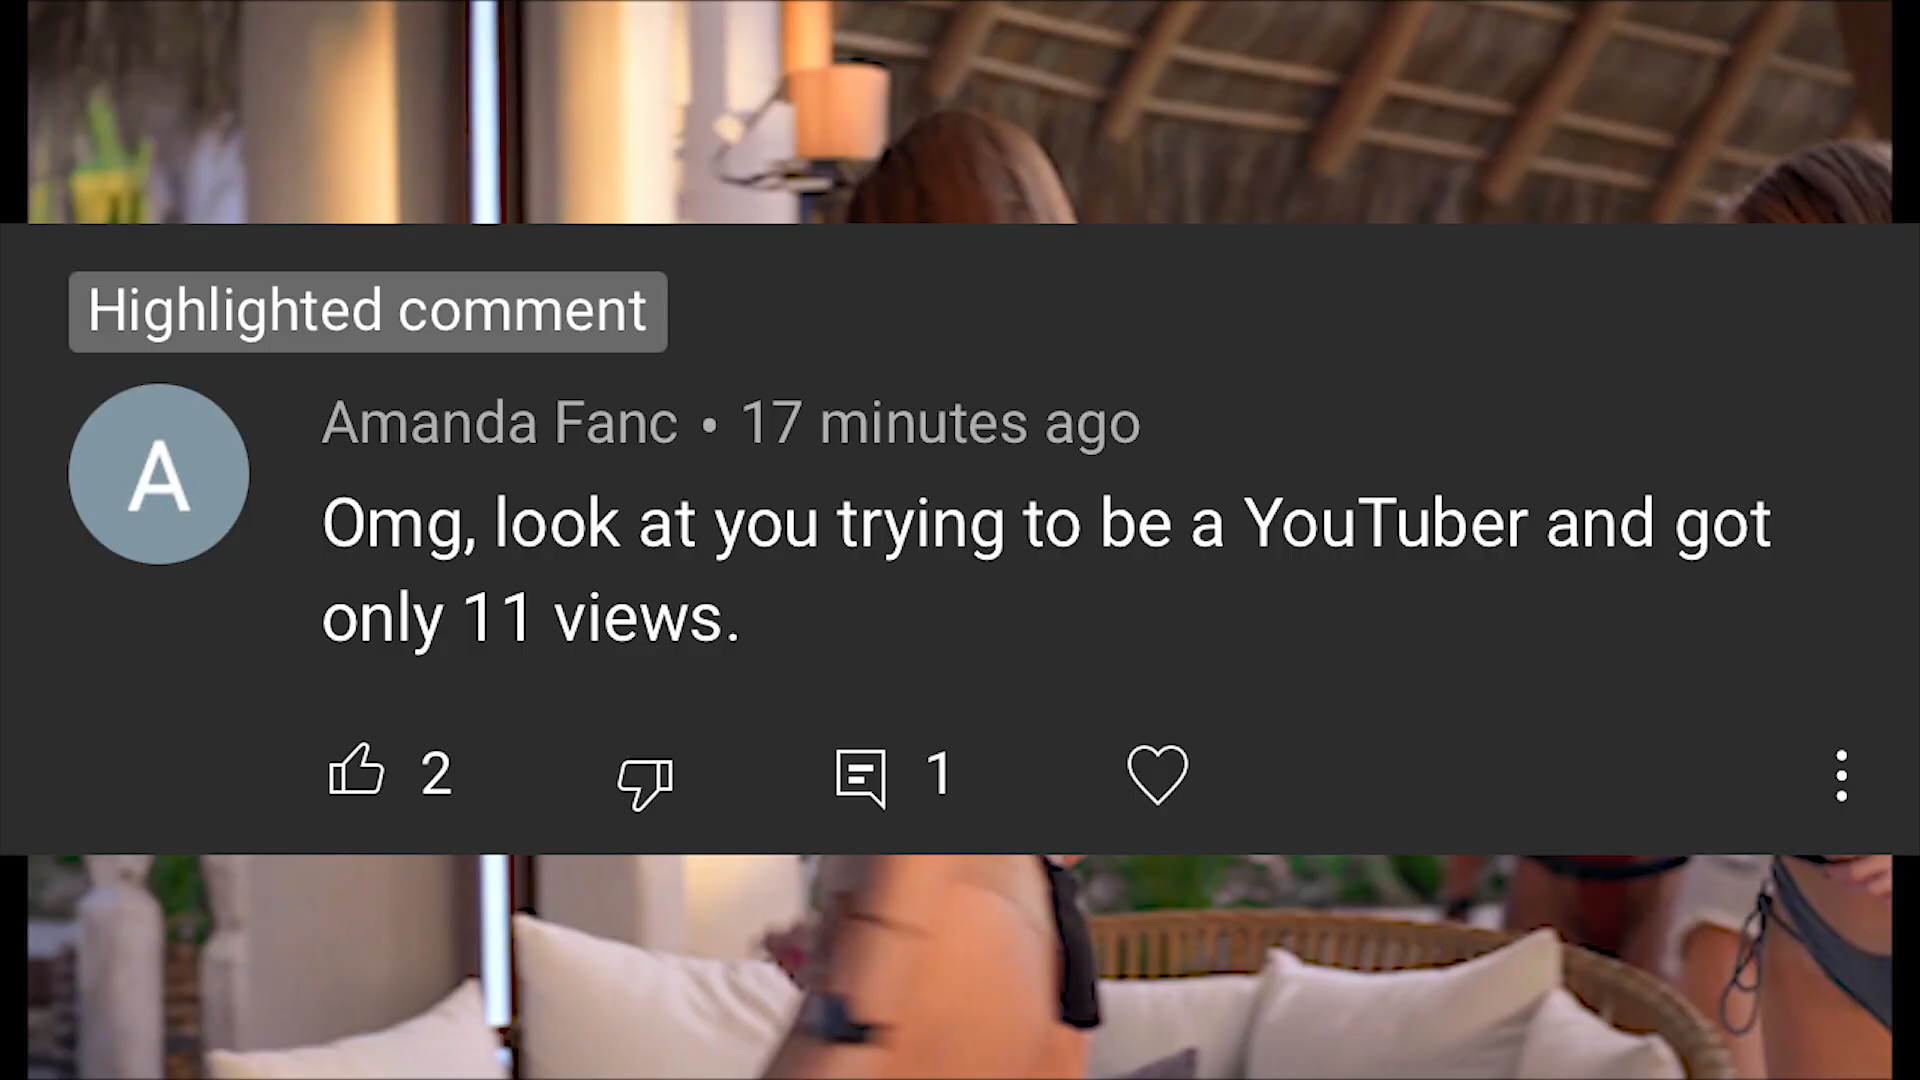 Highlighted comment
A
Amanda Fanc • 17 minutes ago
Omg, look at you trying to be a YouTuber and got
only 11 views.
2
1